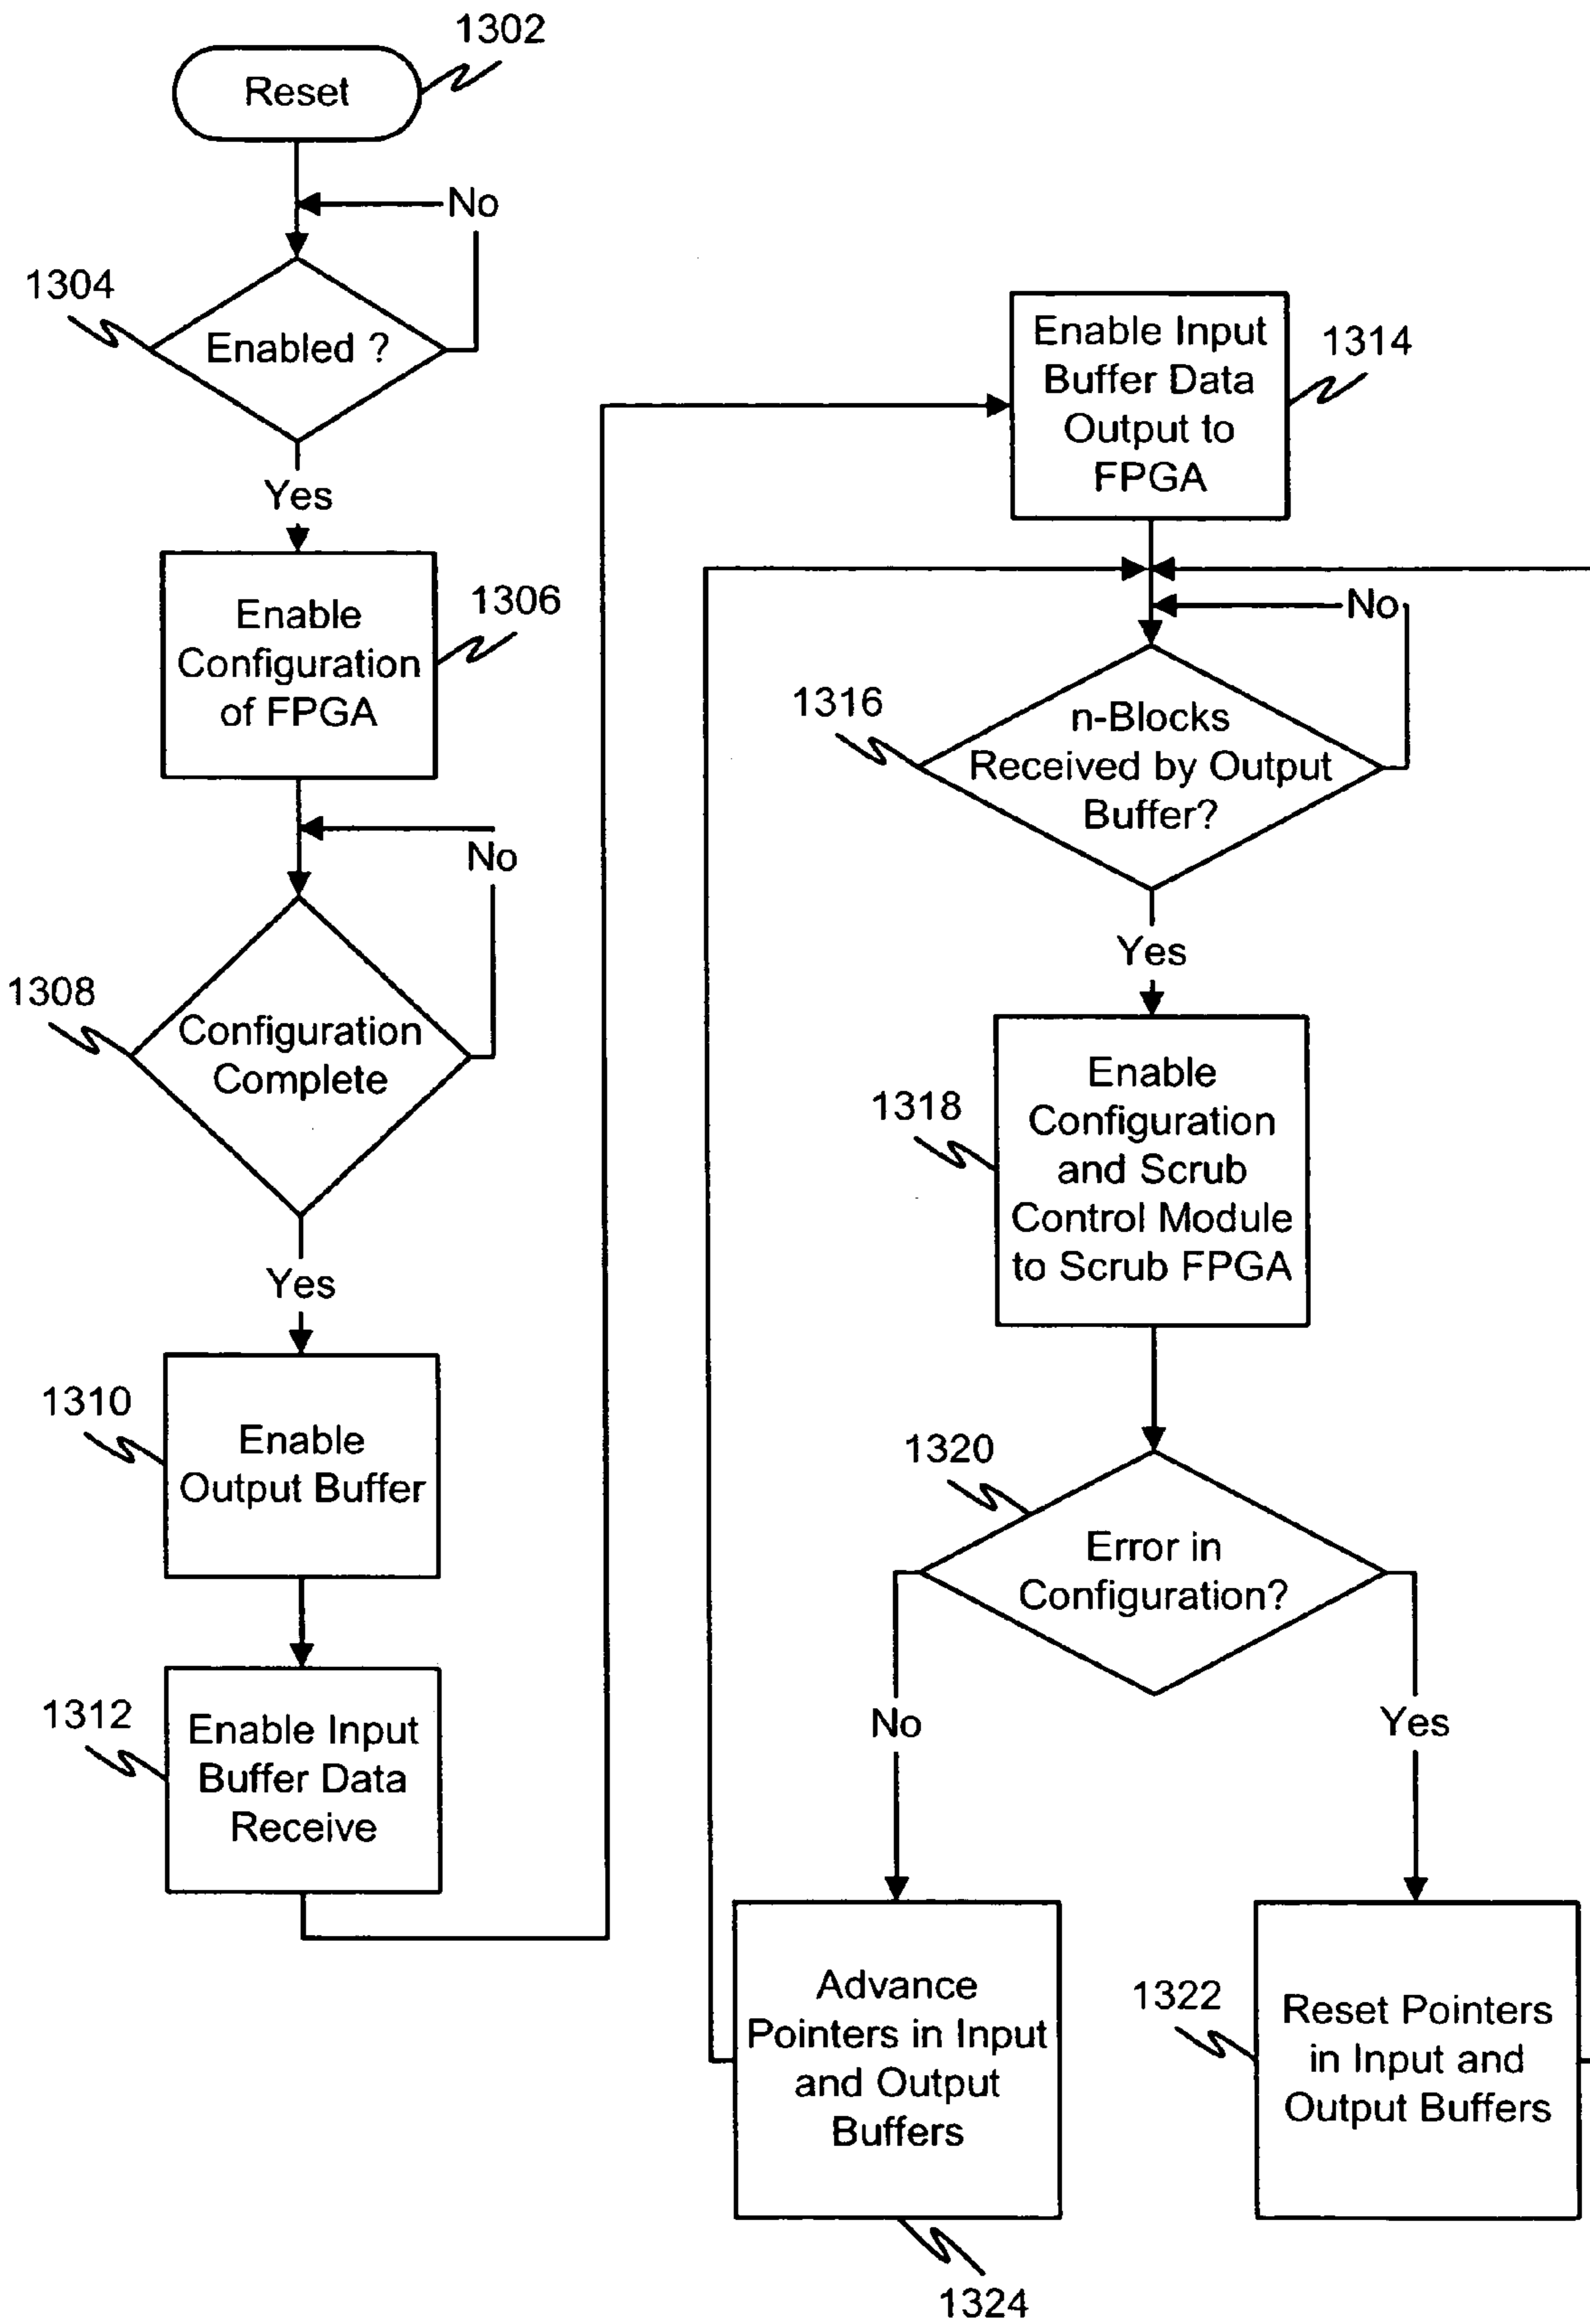 1302
Reset
No
1304
Enabled ?
Yes
1306
Enable
Configuration
of FPGA
No
1308
Configuration
Complete
Yes
1310
Enable
Output Buffer
1312
Enable Input
Buffer Data
Receive
1314
Enable Input
Buffer Data
Output to
FPGA
No
1316
n-Blocks
Received by Output
Buffer?
Yes
1318
Enable
Configuration
and Scrub
Control Module
to Scrub FPGA
1320
Error in
Configuration?
No
Yes
Advance
Pointers in Input
and Output
Buffers
1324
1322
Reset Pointers
in Input and
Output Buffers